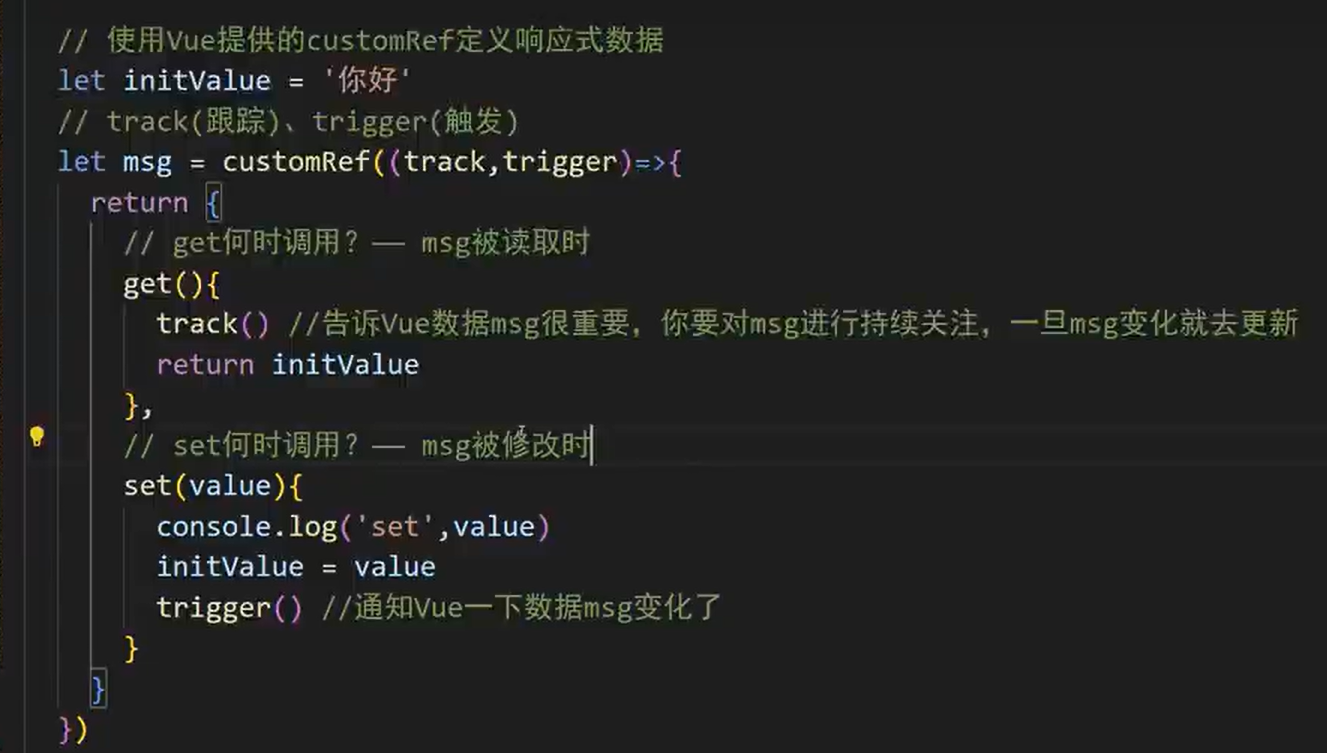 // 使用Vue提供的customRef定义响应式数据
let initValue = '你好'
// track(跟踪)、trigger(触发)
let msg = customRef((track,trigger)=>{
return {
// get何时调用？—— msg被读取时
get(){
track() //告诉Vue数据msg很重要，你要对msg进行持续关注，一旦msg变化就去更新
return initValue
},
// set何时调用？—— msg被修改时
set(value){
console.log('set',value)
initValue = value
trigger() //通知Vue一下数据msg变化了
}
}
})